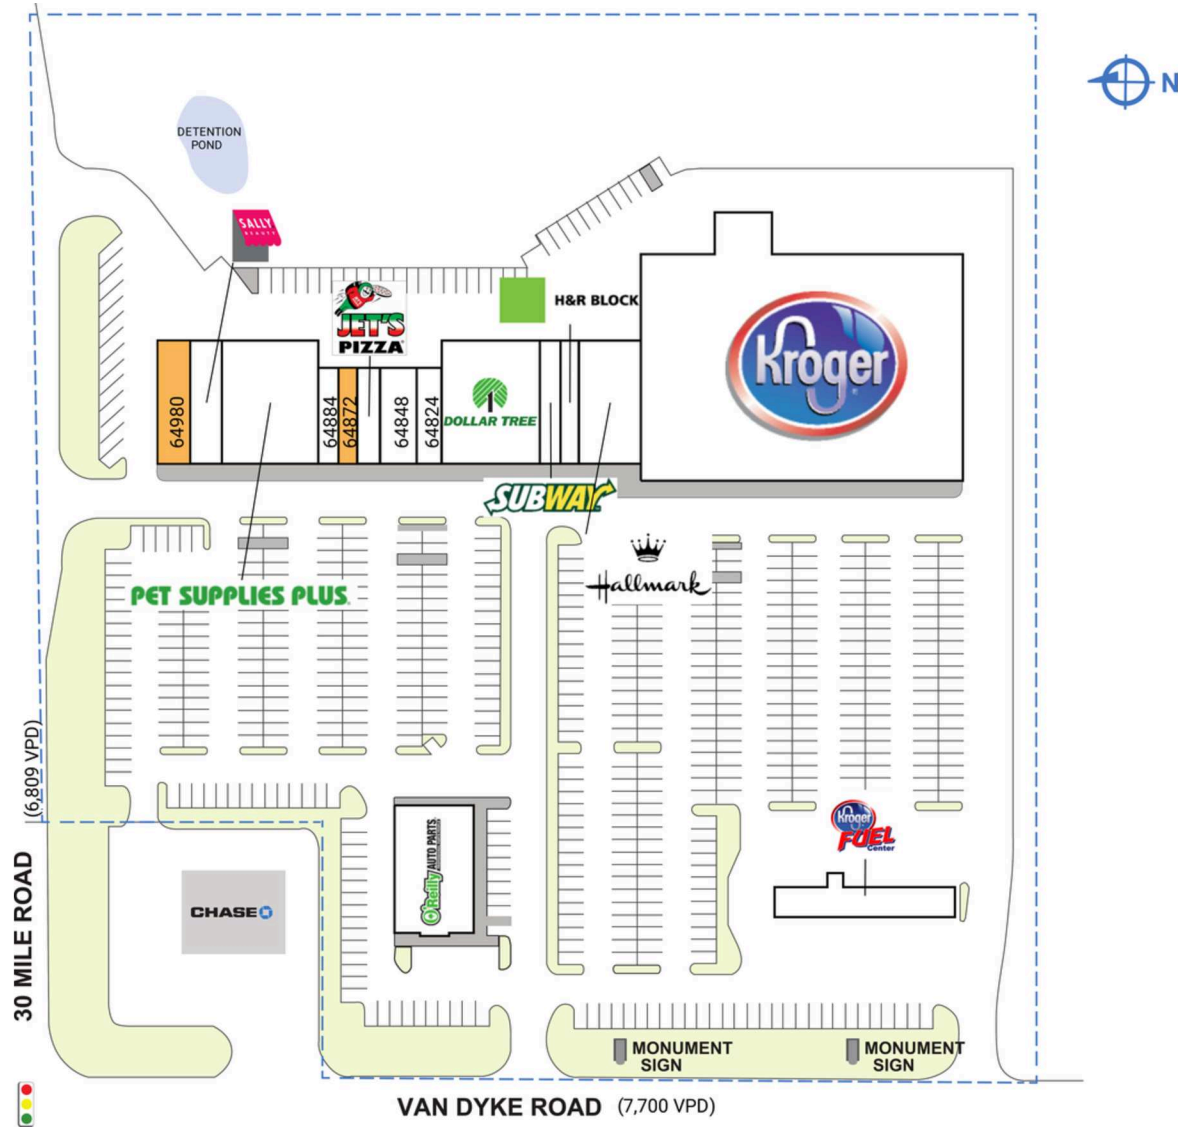 N
DETENTION
POND
SALLY
BEAUTY
JET'S
PIZZA
H&R BLOCK
Kroger
64980
64884
64872
64848
64824
DOLLAR TREE
SUBWAY
Hallmark
PET SUPPLIES PLUS
(6,809 VPD)
30 MILE ROAD
CHASE
O'Reilly AUTO PARTS
Kroger
FUEL
Center
MONUMENT
SIGN
MONUMENT
SIGN
VAN DYKE ROAD (7,700 VPD)